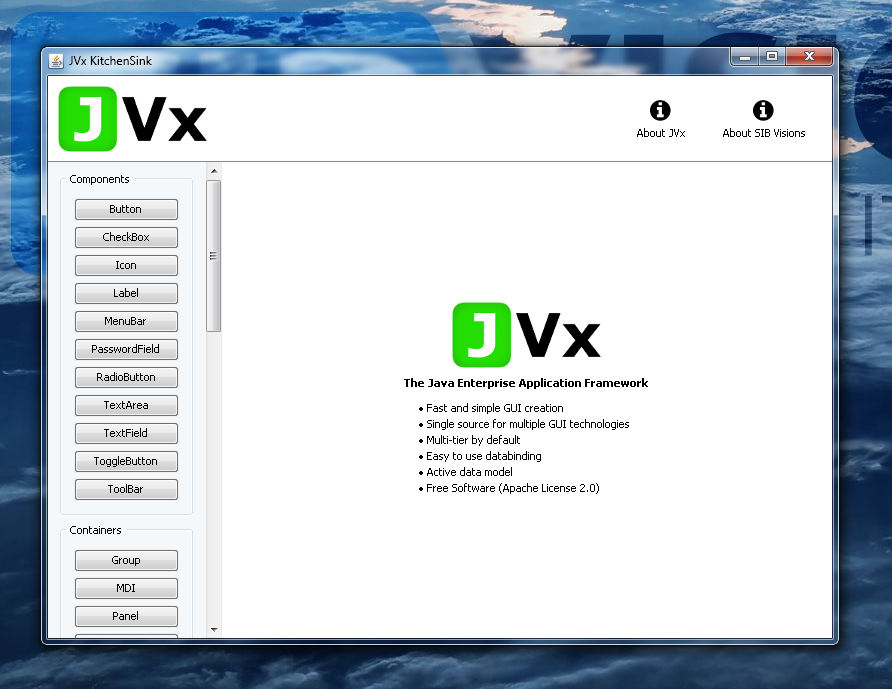 JVx KitchenSink
JVx
About JVx
About SIB Visions
Components
Button
CheckBox
Icon
Label
MenuBar
PasswordField
RadioButton
TextArea
TextField
ToggleButton
ToolBar
Containers
Group
MDI
Panel
JVx
The Java Enterprise Application Framework
• Fast and simple GUI creation
• Single source for multiple GUI technologies
• Multi-tier by default
• Easy to use databinding
• Active data model
• Free Software (Apache License 2.0)